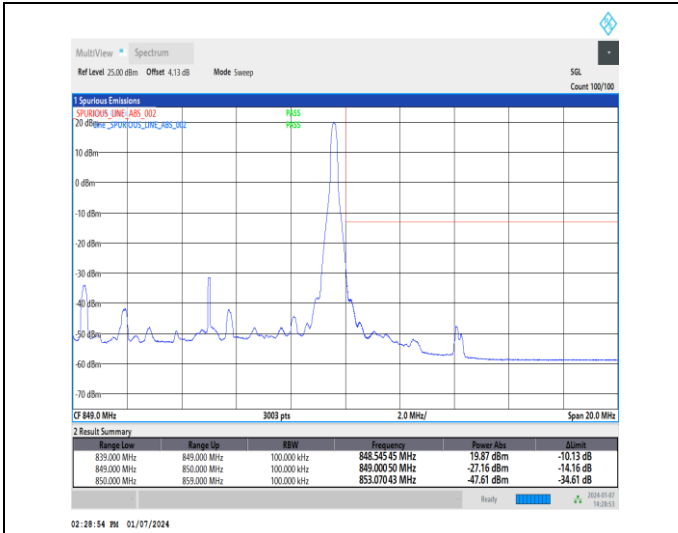 MultiView Spectrum
Ref Level 25.00 dBm Offset 4.13 dB Mode Sweep SGL
Count 100/100
1 Spurious Emissions
SPURIOUS_LINE_ABS_002 PASS
20 dBm Line _SPURIOUS_LINE_ABS_002 PASS
10 dBm
0 dBm
-10 dBm
-20 dBm
-30 dBm
-40 dBm
-50 dBm
-60 dBm
-70 dBm
CF 849.0 MHz 3003 pts 2.0 MHz/ Span 20.0 MHz
2 Result Summary
Range Low Range Up RBW Frequency Power Abs ΔLimit
839.000 MHz 849.000 MHz 100.000 kHz 848.545 45 MHz 19.87 dBm -10.13 dB
849.000 MHz 850.000 MHz 100.000 kHz 849.000 50 MHz -27.16 dBm -14.16 dB
850.000 MHz 859.000 MHz 100.000 kHz 853.070 43 MHz -47.61 dBm -34.61 dB
Ready 2024-01-07
14:28:53
02:28:54 PM 01/07/2024